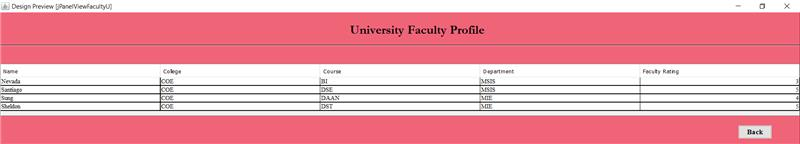 Design Preview [JPanelViewFacultyU]
University Faculty Profile
Name College Course Department Faculty Rating
Nevada COE BI MSIS 3
Santiago COE DSE MSIS 5
Sung COE DAAN MIE 4
Sheldon COE DST MIE 5
Back